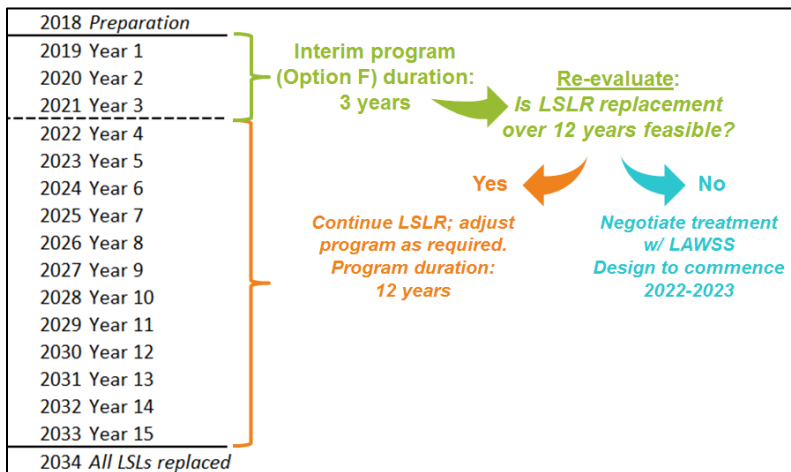 2018 Preparation
2019 Year 1
2020 Year 2
2021 Year 3
2022 Year 4
2023 Year 5
2024 Year 6
2025 Year 7
2026 Year 8
2027 Year 9
2028 Year 10
2029 Year 11
2030 Year 12
2031 Year 13
2032 Year 14
2033 Year 15
2034 All LSLs replaced
Interim program
(Option F) duration:
3 years
Re-evaluate:
Is LSLR replacement
over 12 years feasible?
Yes
Continue LSLR; adjust
program as required.
Program duration:
12 years
No
Negotiate treatment
w/ LAWSS
Design to commence
2022-2023